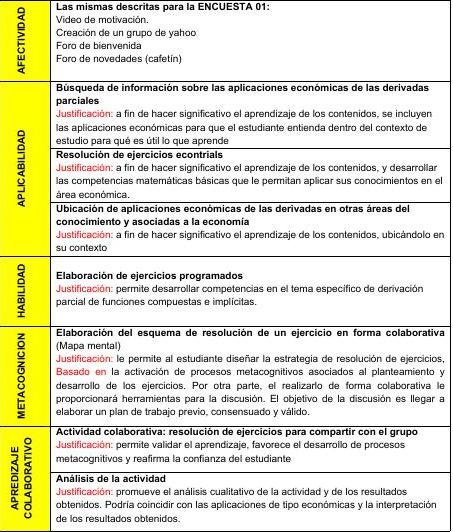 AFECTIVIDAD
Las mismas descritas para la ENCUESTA 01:
Video de motivación.
Creación de un grupo de yahoo
Foro de bienvenida
Foro de novedades (cafetín)
APLICABILIDAD
Búsqueda de información sobre las aplicaciones económicas de las derivadas
parciales
Justificación: a fin de hacer significativo el aprendizaje de los contenidos, se incluyen
las aplicaciones económicas para que el estudiante entienda dentro del contexto de
estudio para qué es útil lo que aprende
Resolución de ejercicios econtrials
Justificación: a fin de hacer significativo el aprendizaje de los contenidos, y desarrollar
las competencias matemáticas básicas que le permitan aplicar sus conocimientos en el
área económica.
Ubicación de aplicaciones económicas de las derivadas en otras áreas del
conocimiento y asociadas a la economía
Justificación: a fin de hacer significativo el aprendizaje de los contenidos, ubicándolo en
su contexto
HABILIDAD
Elaboración de ejercicios programados
Justificación: permite desarrollar competencias en el tema específico de derivación
parcial de funciones compuestas e implícitas.
METACOGNICION
Elaboración del esquema de resolución de un ejercicio en forma colaborativa
(Mapa mental)
Justificación: le permite al estudiante diseñar la estrategia de resolución de ejercicios,
Basado en la activación de procesos metacognitivos asociados al planteamiento y
desarrollo de los ejercicios. Por otra parte, el realizarlo de forma colaborativa le
proporcionará herramientas para la discusión. El objetivo de la discusión es llegar a
elaborar un plan de trabajo previo, consensuado y válido.
APREDIZAJE
COLABORATIVO
Actividad colaborativa: resolución de ejercicios para compartir con el grupo
Justificación: permite validar el aprendizaje, favorece el desarrollo de procesos
metacognitivos y reafirma la confianza del estudiante
Análisis de la actividad
Justificación: promueve el análisis cualitativo de la actividad y de los resultados
obtenidos. Podría coincidir con las aplicaciones de tipo económicas y la interpretación
de los resultados obtenidos.